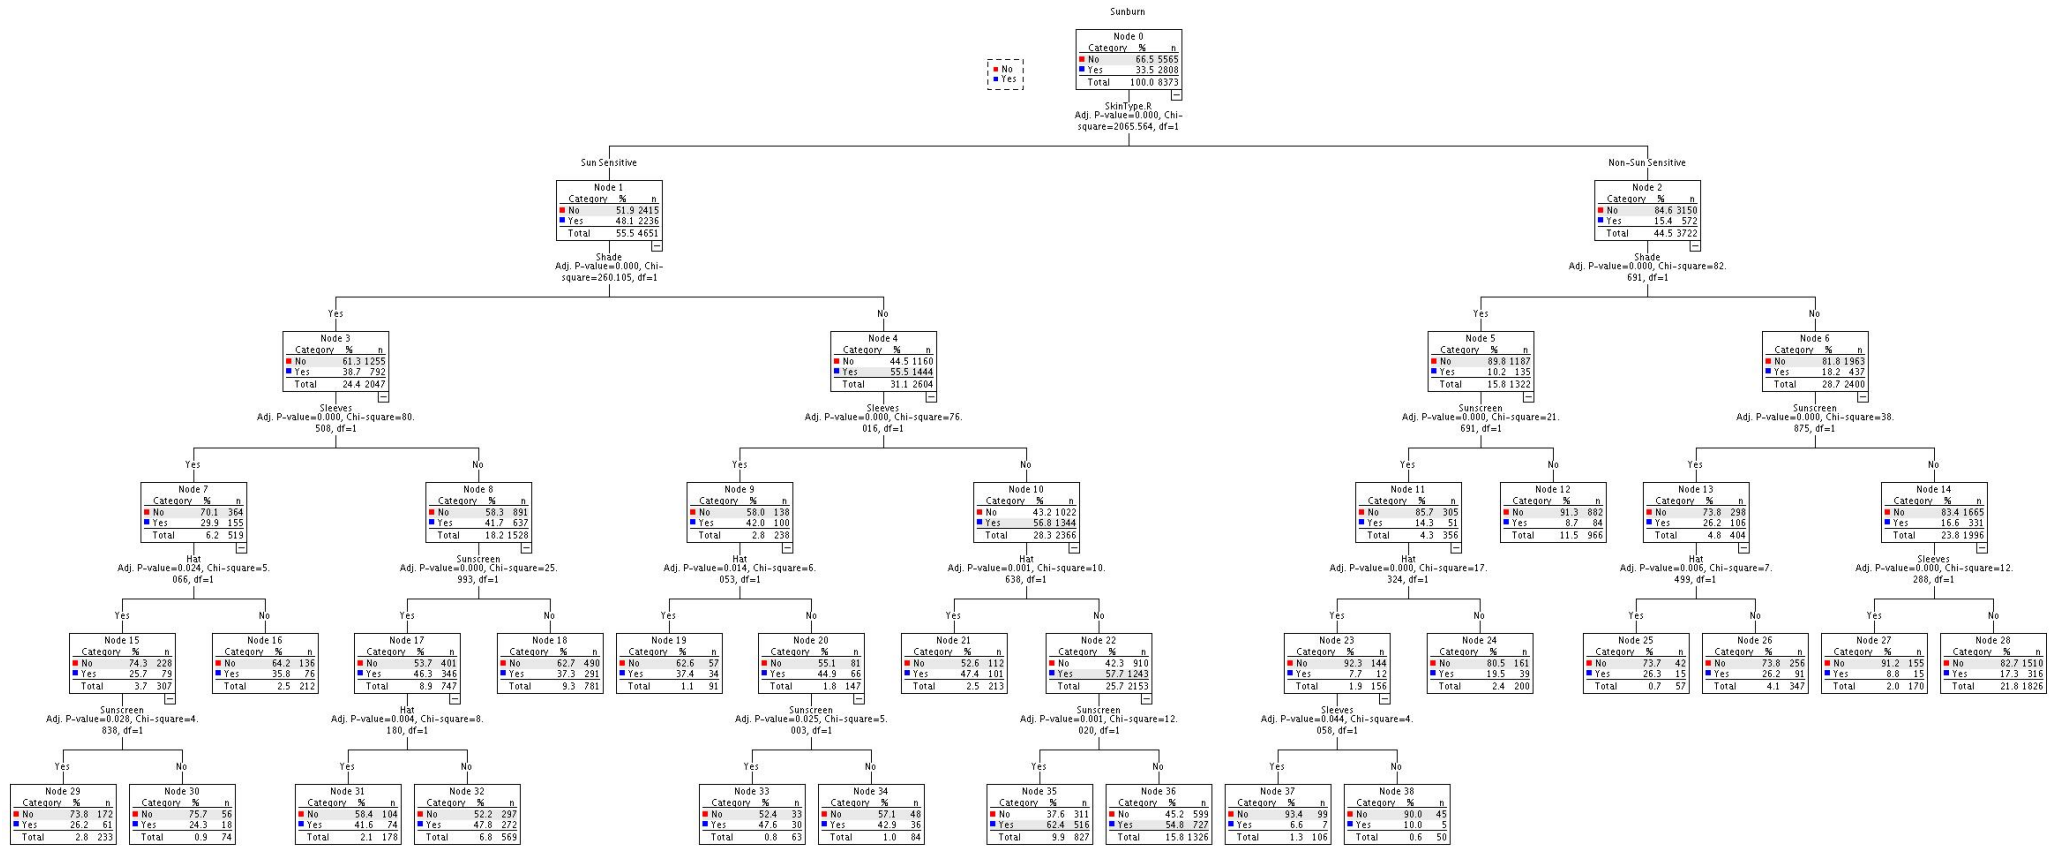 Sunburn
No
Yes
Node 0
Category % n
No 66.5 5565
Yes 33.5 2808
Total 100.0 8373
SkinType.R
Adj. P-value=0.000, Chi-
square=2065.564, df=1
Sun Sensitive
Non-Sun Sensitive
Node 1
Category % n
No 51.9 2415
Yes 48.1 2236
Total 55.5 4651
Shade
Adj. P-value=0.000, Chi-
square=260.105, df=1
Node 2
Category % n
No 84.6 3150
Yes 15.4 572
Total 44.5 3722
Shade
Adj. P-value=0.000, Chi-square=82.
691, df=1
Yes
No
Yes
No
Node 3
Category % n
No 61.3 1255
Yes 38.7 792
Total 24.4 2047
Sleeves
Adj. P-value=0.000, Chi-square=80.
508, df=1
Node 4
Category % n
No 44.5 1160
Yes 55.5 1444
Total 31.1 2604
Sleeves
Adj. P-value=0.000, Chi-square=76.
016, df=1
Node 5
Category % n
No 89.8 1187
Yes 10.2 135
Total 15.8 1322
Sunscreen
Adj. P-value=0.000, Chi-square=21.
691, df=1
Node 6
Category % n
No 81.8 1963
Yes 18.2 437
Total 28.7 2400
Sunscreen
Adj. P-value=0.000, Chi-square=38.
875, df=1
Yes
No
Yes
No
Yes
No
Yes
No
Node 7
Category % n
No 70.1 364
Yes 29.9 155
Total 6.2 519
Hat
Adj. P-value=0.024, Chi-square=5.
066, df=1
Node 8
Category % n
No 58.3 891
Yes 41.7 637
Total 18.2 1528
Sunscreen
Adj. P-value=0.000, Chi-square=25.
993, df=1
Node 9
Category % n
No 58.0 138
Yes 42.0 100
Total 2.8 238
Hat
Adj. P-value=0.014, Chi-square=6.
053, df=1
Node 10
Category % n
No 43.2 1022
Yes 56.8 1344
Total 28.3 2366
Hat
Adj. P-value=0.001, Chi-square=10.
638, df=1
Node 11
Category % n
No 85.7 305
Yes 14.3 51
Total 4.3 356
Hat
Adj. P-value=0.000, Chi-square=17.
324, df=1
Node 12
Category % n
No 91.3 882
Yes 8.7 84
Total 11.5 966
Node 13
Category % n
No 73.8 298
Yes 26.2 106
Total 4.8 404
Hat
Adj. P-value=0.006, Chi-square=7.
499, df=1
Node 14
Category % n
No 83.4 1665
Yes 16.6 331
Total 23.8 1996
Sleeves
Adj. P-value=0.000, Chi-square=12.
288, df=1
Yes
No
Yes
No
Yes
No
Yes
No
Yes
No
Yes
No
Yes
No
Node 15
Category % n
No 74.3 228
Yes 25.7 79
Total 3.7 307
Sunscreen
Adj. P-value=0.028, Chi-square=4.
838, df=1
Node 16
Category % n
No 64.2 136
Yes 35.8 76
Total 2.5 212
Node 17
Category % n
No 53.7 401
Yes 46.3 346
Total 8.9 747
Hat
Adj. P-value=0.004, Chi-square=8.
180, df=1
Node 18
Category % n
No 62.7 490
Yes 37.3 291
Total 9.3 781
Node 19
Category % n
No 62.6 57
Yes 37.4 34
Total 1.1 91
Node 20
Category % n
No 55.1 81
Yes 44.9 66
Total 1.8 147
Sunscreen
Adj. P-value=0.025, Chi-square=5.
003, df=1
Node 21
Category % n
No 52.6 112
Yes 47.4 101
Total 2.5 213
Node 22
Category % n
No 42.3 910
Yes 57.7 1243
Total 25.7 2153
Sunscreen
Adj. P-value=0.001, Chi-square=12.
020, df=1
Node 23
Category % n
No 92.3 144
Yes 7.7 12
Total 1.9 156
Sleeves
Adj. P-value=0.044, Chi-square=4.
058, df=1
Node 24
Category % n
No 80.5 161
Yes 19.5 39
Total 2.4 200
Node 25
Category % n
No 73.7 42
Yes 26.3 15
Total 0.7 57
Node 26
Category % n
No 73.8 256
Yes 26.2 91
Total 4.1 347
Node 27
Category % n
No 91.2 155
Yes 8.8 15
Total 2.0 170
Node 28
Category % n
No 82.7 1510
Yes 17.3 316
Total 21.8 1826
Yes
No
Yes
No
Yes
No
Yes
No
Yes
No
Node 29
Category % n
No 73.8 172
Yes 26.2 61
Total 2.8 233
Node 30
Category % n
No 75.7 56
Yes 24.3 18
Total 0.9 74
Node 31
Category % n
No 58.4 104
Yes 41.6 74
Total 2.1 178
Node 32
Category % n
No 52.2 297
Yes 47.8 272
Total 6.8 569
Node 33
Category % n
No 52.4 33
Yes 47.6 30
Total 0.8 63
Node 34
Category % n
No 57.1 48
Yes 42.9 36
Total 1.0 84
Node 35
Category % n
No 37.6 311
Yes 62.4 516
Total 9.9 827
Node 36
Category % n
No 45.2 599
Yes 54.8 727
Total 15.8 1326
Node 37
Category % n
No 93.4 99
Yes 6.6 7
Total 1.3 106
Node 38
Category % n
No 90.0 45
Yes 10.0 5
Total 0.6 50